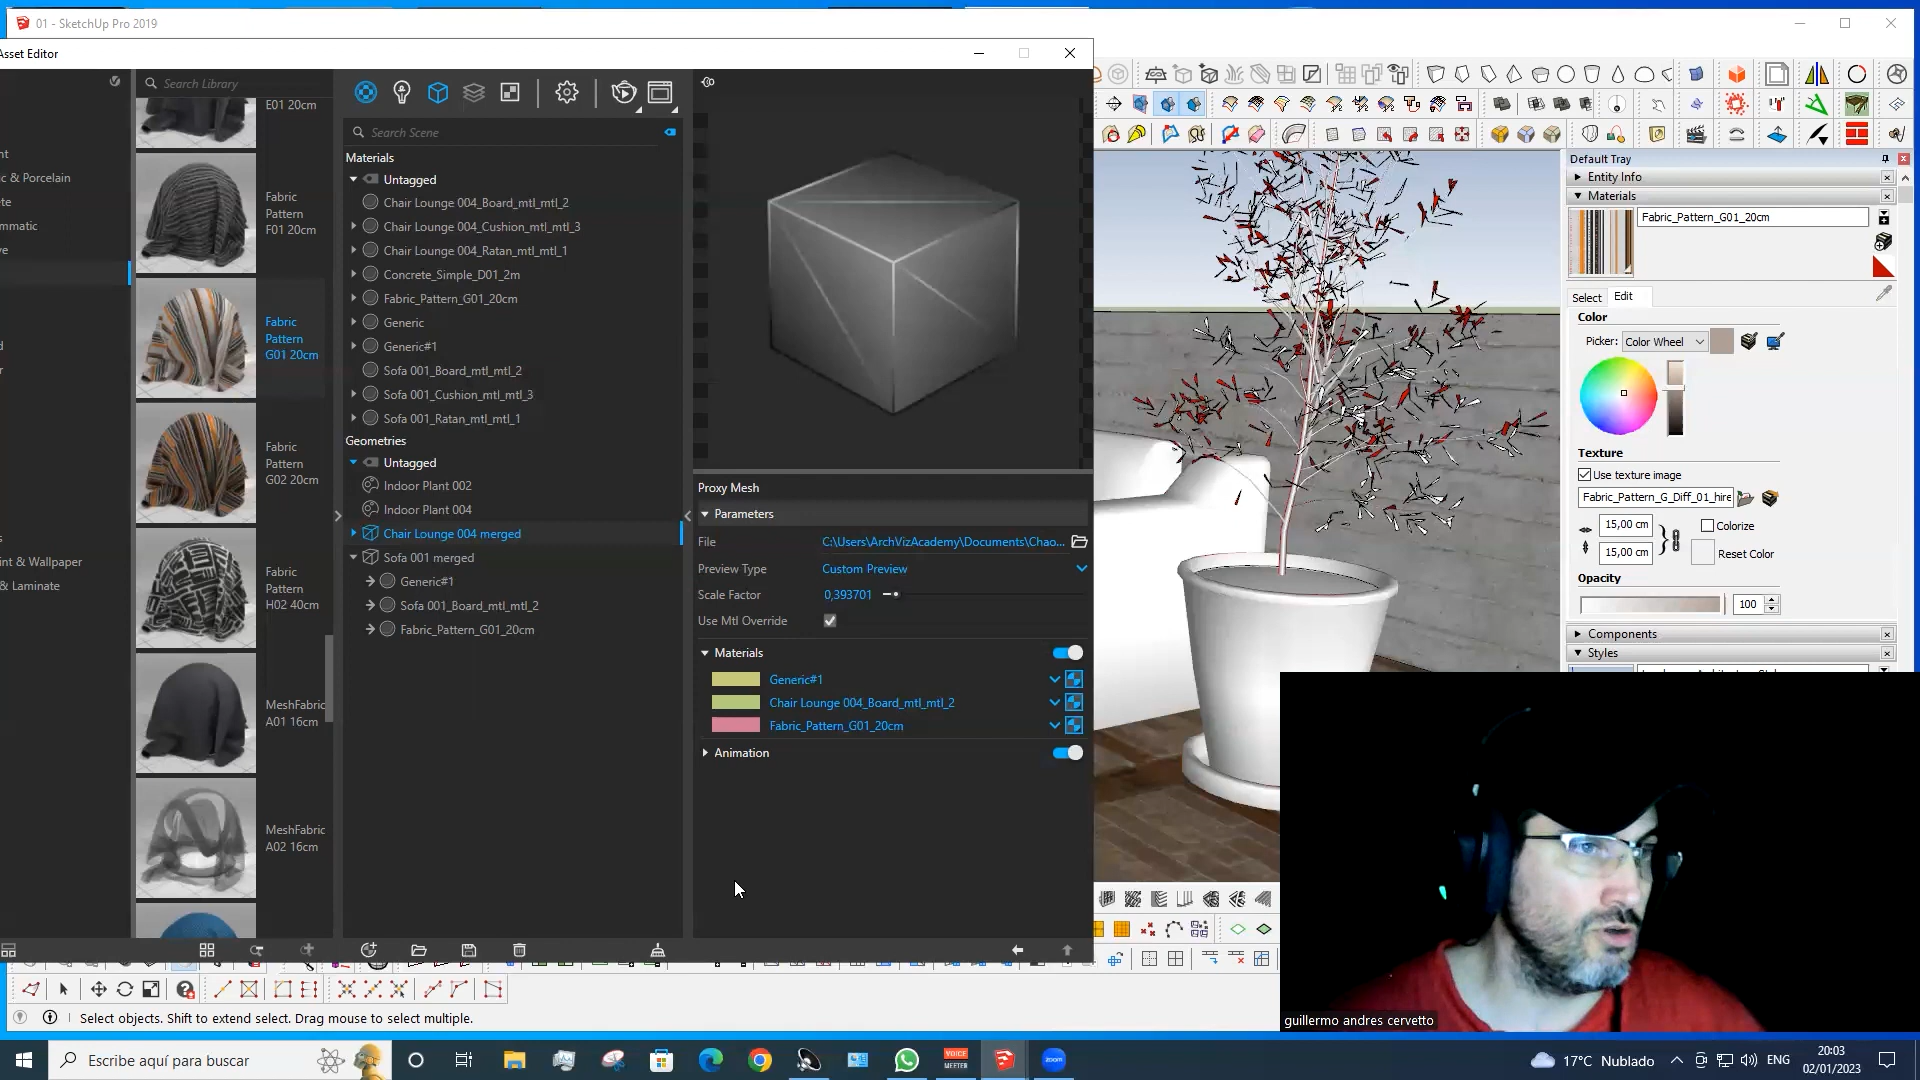 01 - SketchUp Pro 2019
Asset Editor
Search Library
E01 20cm
nt
c & Porcelain
te
mmatic
ve
d
r
s
int & Wallpaper
& Laminate
Fabric
Pattern
F01 20cm
Fabric
Pattern
G01 20cm
Fabric
Pattern
G02 20cm
Fabric
Pattern
H02 40cm
MeshFabric
A01 16cm
MeshFabric
A02 16cm
Search Scene
Materials
Untagged
Chair Lounge 004_Board_mtl_mtl_2
Chair Lounge 004_Cushion_mtl_mtl_3
Chair Lounge 004_Ratan_mtl_mtl_1
Concrete_Simple_D01_2m
Fabric_Pattern_G01_20cm
Generic
Generic#1
Sofa 001_Board_mtl_mtl_2
Sofa 001_Cushion_mtl_mtl_3
Sofa 001_Ratan_mtl_mtl_1
Geometries
Untagged
Indoor Plant 002
Indoor Plant 004
Chair Lounge 004 merged
Sofa 001 merged
Generic#1
Sofa 001_Board_mtl_mtl_2
Fabric_Pattern_G01_20cm
Proxy Mesh
Parameters
File C:\Users\ArchVizAcademy\Documents\Chao...
Preview Type Custom Preview
Scale Factor 0,393701
Use Mtl Override
Materials
Generic#1
Chair Lounge 004_Board_mtl_mtl_2
Fabric_Pattern_G01_20cm
Animation
Default Tray
Entity Info
Materials
Fabric_Pattern_G01_20cm
Select Edit
Color
Picker: Color Wheel
Texture
Use texture image
Fabric_Pattern_G_Diff_01_hire
15,00 cm
Colorize
15,00 cm
Reset Color
Opacity
100
Components
Styles
guillermo andres cervetto
Select objects. Shift to extend select. Drag mouse to select multiple.
Escribe aquí para buscar
VOICE
MEETER
zoom
17°C Nublado
ENG
20:03
02/01/2023